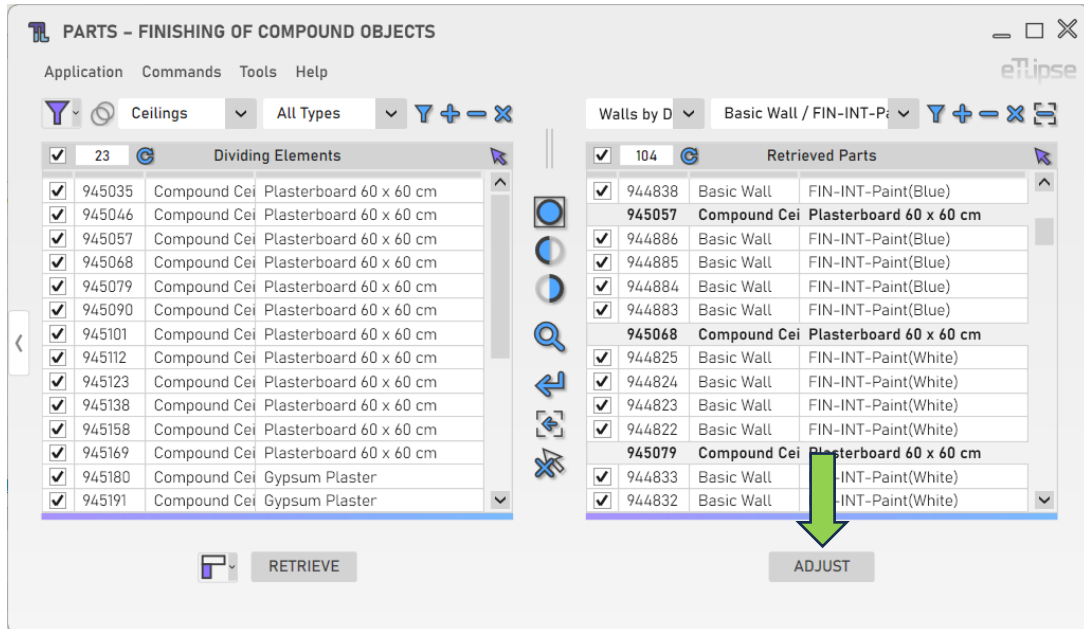 PARTS – FINISHING OF COMPOUND OBJECTS
Application Commands Tools Help
eTLipse
Ceilings All Types Walls by D Basic Wall / FIN-INT-Pa
23 Dividing Elements 104 Retrieved Parts
945035 Compound Cei Plasterboard 60 x 60 cm 944838 Basic Wall FIN-INT-Paint(Blue)
945046 Compound Cei Plasterboard 60 x 60 cm 945057 Compound Cei Plasterboard 60 x 60 cm
945057 Compound Cei Plasterboard 60 x 60 cm 944886 Basic Wall FIN-INT-Paint(Blue)
945068 Compound Cei Plasterboard 60 x 60 cm 944885 Basic Wall FIN-INT-Paint(Blue)
945079 Compound Cei Plasterboard 60 x 60 cm 944884 Basic Wall FIN-INT-Paint(Blue)
945090 Compound Cei Plasterboard 60 x 60 cm 944883 Basic Wall FIN-INT-Paint(Blue)
945101 Compound Cei Plasterboard 60 x 60 cm 945068 Compound Cei Plasterboard 60 x 60 cm
945112 Compound Cei Plasterboard 60 x 60 cm 944825 Basic Wall FIN-INT-Paint(White)
945123 Compound Cei Plasterboard 60 x 60 cm 944824 Basic Wall FIN-INT-Paint(White)
945138 Compound Cei Plasterboard 60 x 60 cm 944823 Basic Wall FIN-INT-Paint(White)
945158 Compound Cei Plasterboard 60 x 60 cm 944822 Basic Wall FIN-INT-Paint(White)
945169 Compound Cei Plasterboard 60 x 60 cm 945079 Compound Cei Plasterboard 60 x 60 cm
945180 Compound Cei Gypsum Plaster 944833 Basic Wall -INT-Paint(White)
945191 Compound Cei Gypsum Plaster 944832 Basic Wall -INT-Paint(White)
RETRIEVE ADJUST